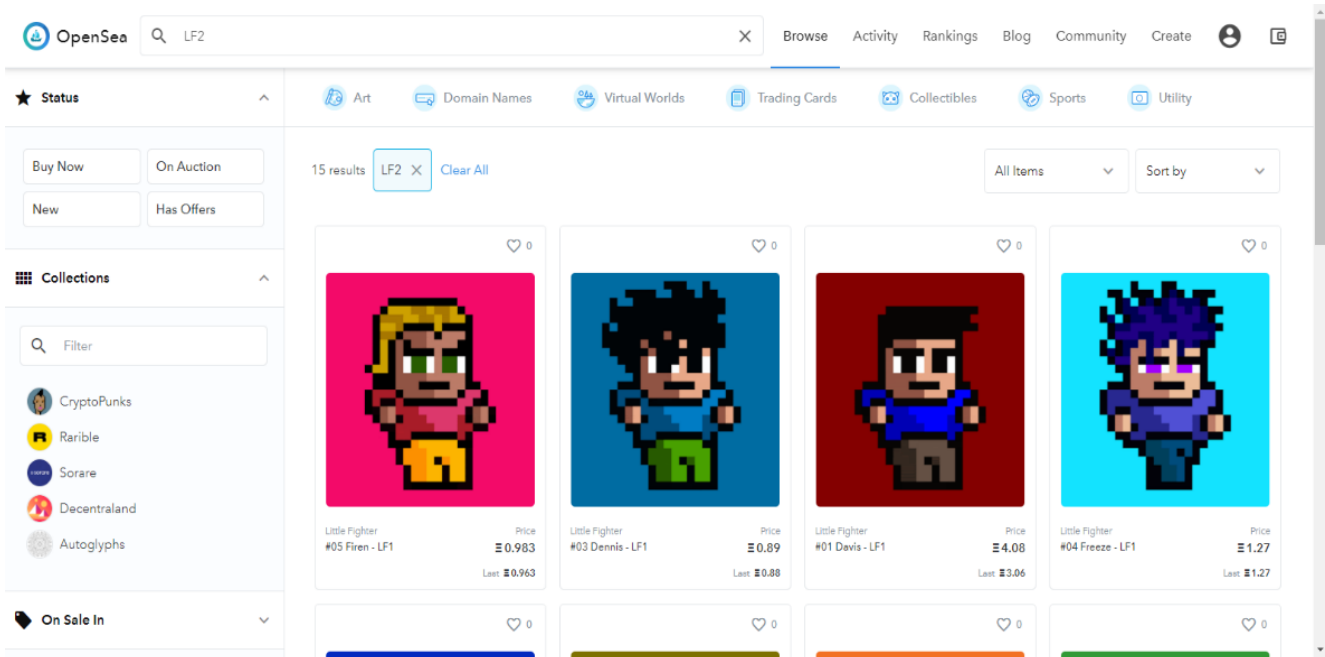 OpenSea LF2 Browse Activity Rankings Blog Community Create
Status Art Domain Names Virtual Worlds Trading Cards Collectibles Sports Utility
Buy Now On Auction 15 results LF2 Clear All All Items Sort by
New Has Offers
0 0 0 0
Collections
Filter
CryptoPunks
R Rarible
Sorare
Decentraland
Little Fighter Price Little Fighter Price Little Fighter Price Little Fighter Price
Autoglyphs #05 Firen - LF1 Ξ 0.983 #03 Dennis - LF1 Ξ 0.89 #01 Davis - LF1 Ξ 4.08 #04 Freeze - LF1 Ξ 1.27
Last Ξ 0.963 Last Ξ 0.88 Last Ξ 3.06 Last Ξ 1.27
On Sale In 0 0 0 0